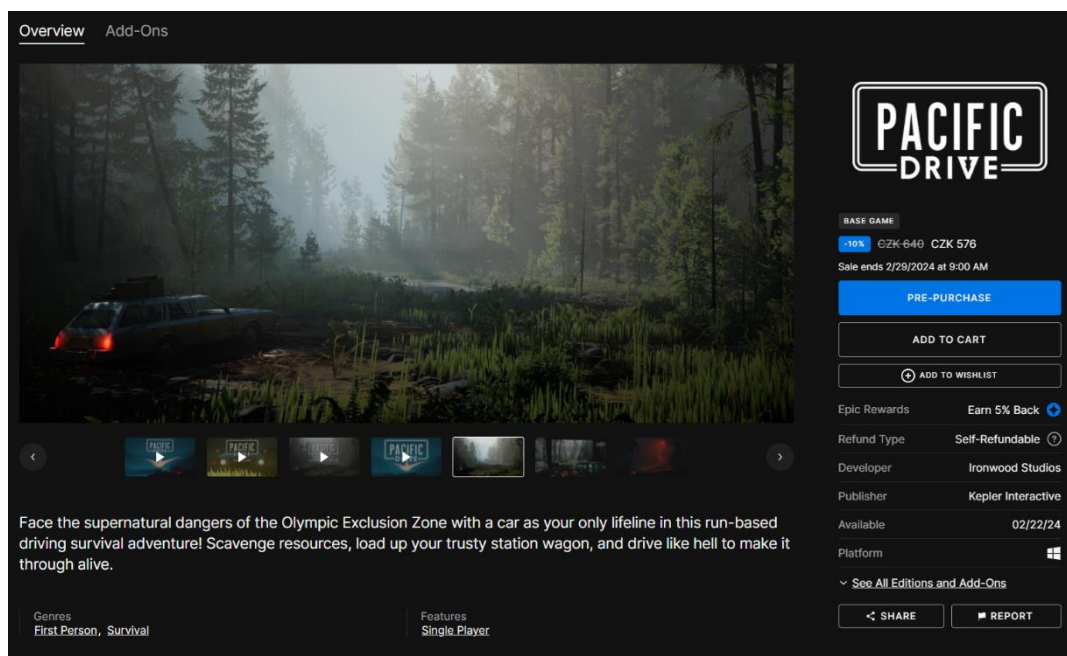 Overview Add-Ons
PACIFIC
DRIVE
BASE GAME
-10% CZK 640 CZK 576
Sale ends 2/29/2024 at 9:00 AM
PRE-PURCHASE
ADD TO CART
ADD TO WISHLIST
Epic Rewards Earn 5% Back
Refund Type Self-Refundable ?
Developer Ironwood Studios
Publisher Kepler Interactive
Available 02/22/24
Platform
See All Editions and Add-Ons
SHARE REPORT
PACIFIC PACIFIC PACIFIC
Face the supernatural dangers of the Olympic Exclusion Zone with a car as your only lifeline in this run-based
driving survival adventure! Scavenge resources, load up your trusty station wagon, and drive like hell to make it
through alive.
Genres
First Person, Survival
Features
Single Player